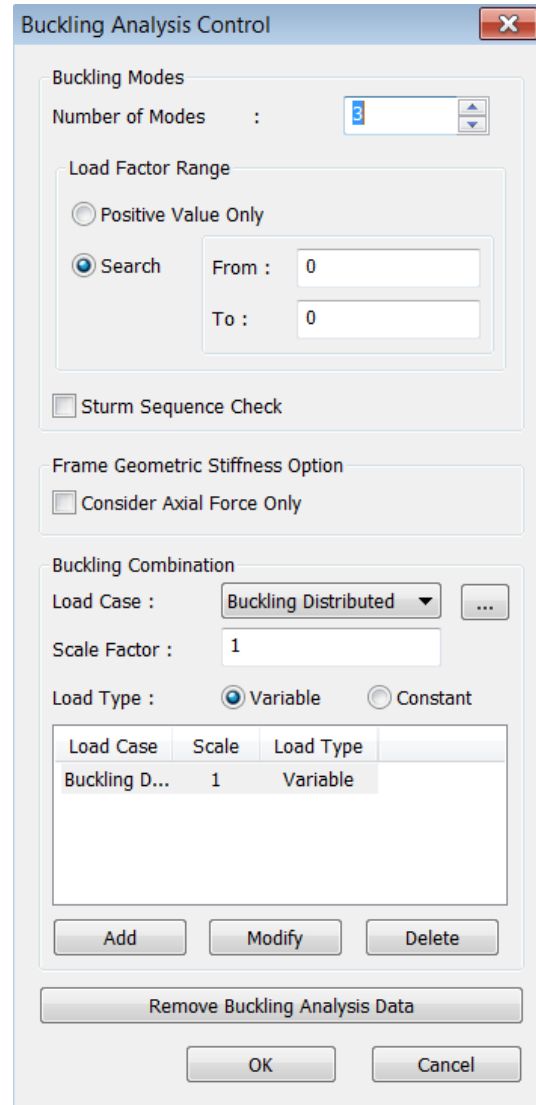 Buckling Analysis Control
Buckling Modes
Number of Modes : 3
Load Factor Range
Positive Value Only
Search From : 0
To : 0
Sturm Sequence Check
Frame Geometric Stiffness Option
Consider Axial Force Only
Buckling Combination
Load Case : Buckling Distributed ...
Scale Factor : 1
Load Type : Variable Constant
Load Case Scale Load Type
Buckling D... 1 Variable
Add Modify Delete
Remove Buckling Analysis Data
OK Cancel